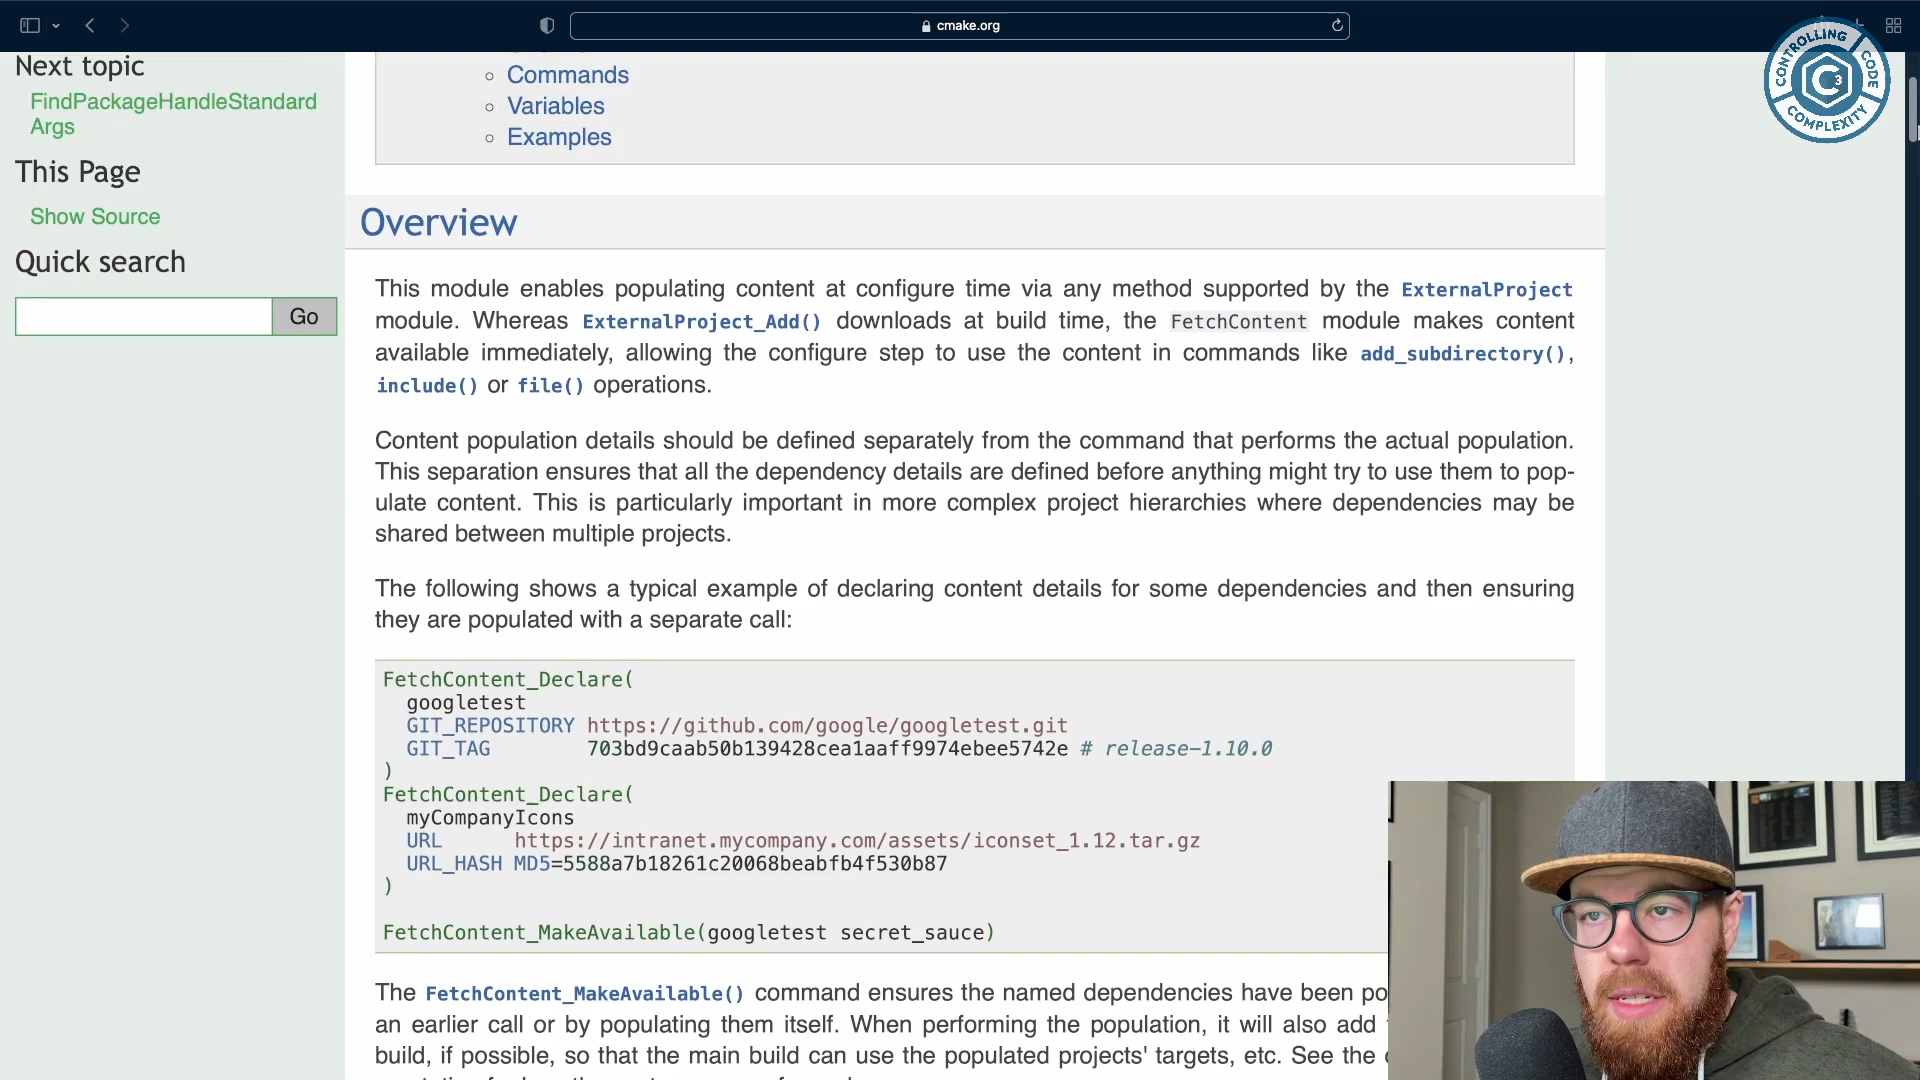 cmake.org
CONTROLLING
CODE
COMPLEXITY
C3
Next topic
FindPackageHandleStandard
Args
This Page
Show Source
Quick search
Go
Commands
Variables
Examples
Overview
This module enables populating content at configure time via any method supported by the ExternalProject
module. Whereas ExternalProject_Add() downloads at build time, the FetchContent module makes content
available immediately, allowing the configure step to use the content in commands like add_subdirectory(),
include() or file() operations.
Content population details should be defined separately from the command that performs the actual population.
This separation ensures that all the dependency details are defined before anything might try to use them to pop-
ulate content. This is particularly important in more complex project hierarchies where dependencies may be
shared between multiple projects.
The following shows a typical example of declaring content details for some dependencies and then ensuring
they are populated with a separate call:
FetchContent_Declare(
googletest
GIT_REPOSITORY https://github.com/google/googletest.git
GIT_TAG 703bd9caab50b139428cea1aaff9974ebee5742e # release-1.10.0
)
FetchContent_Declare(
myCompanyIcons
URL https://intranet.mycompany.com/assets/iconset_1.12.tar.gz
URL_HASH MD5=5588a7b18261c20068beabfb4f530b87
)
FetchContent_MakeAvailable(googletest secret_sauce)
The FetchContent_MakeAvailable() command ensures the named dependencies have been po
an earlier call or by populating them itself. When performing the population, it will also add
build, if possible, so that the main build can use the populated projects' targets, etc. See the